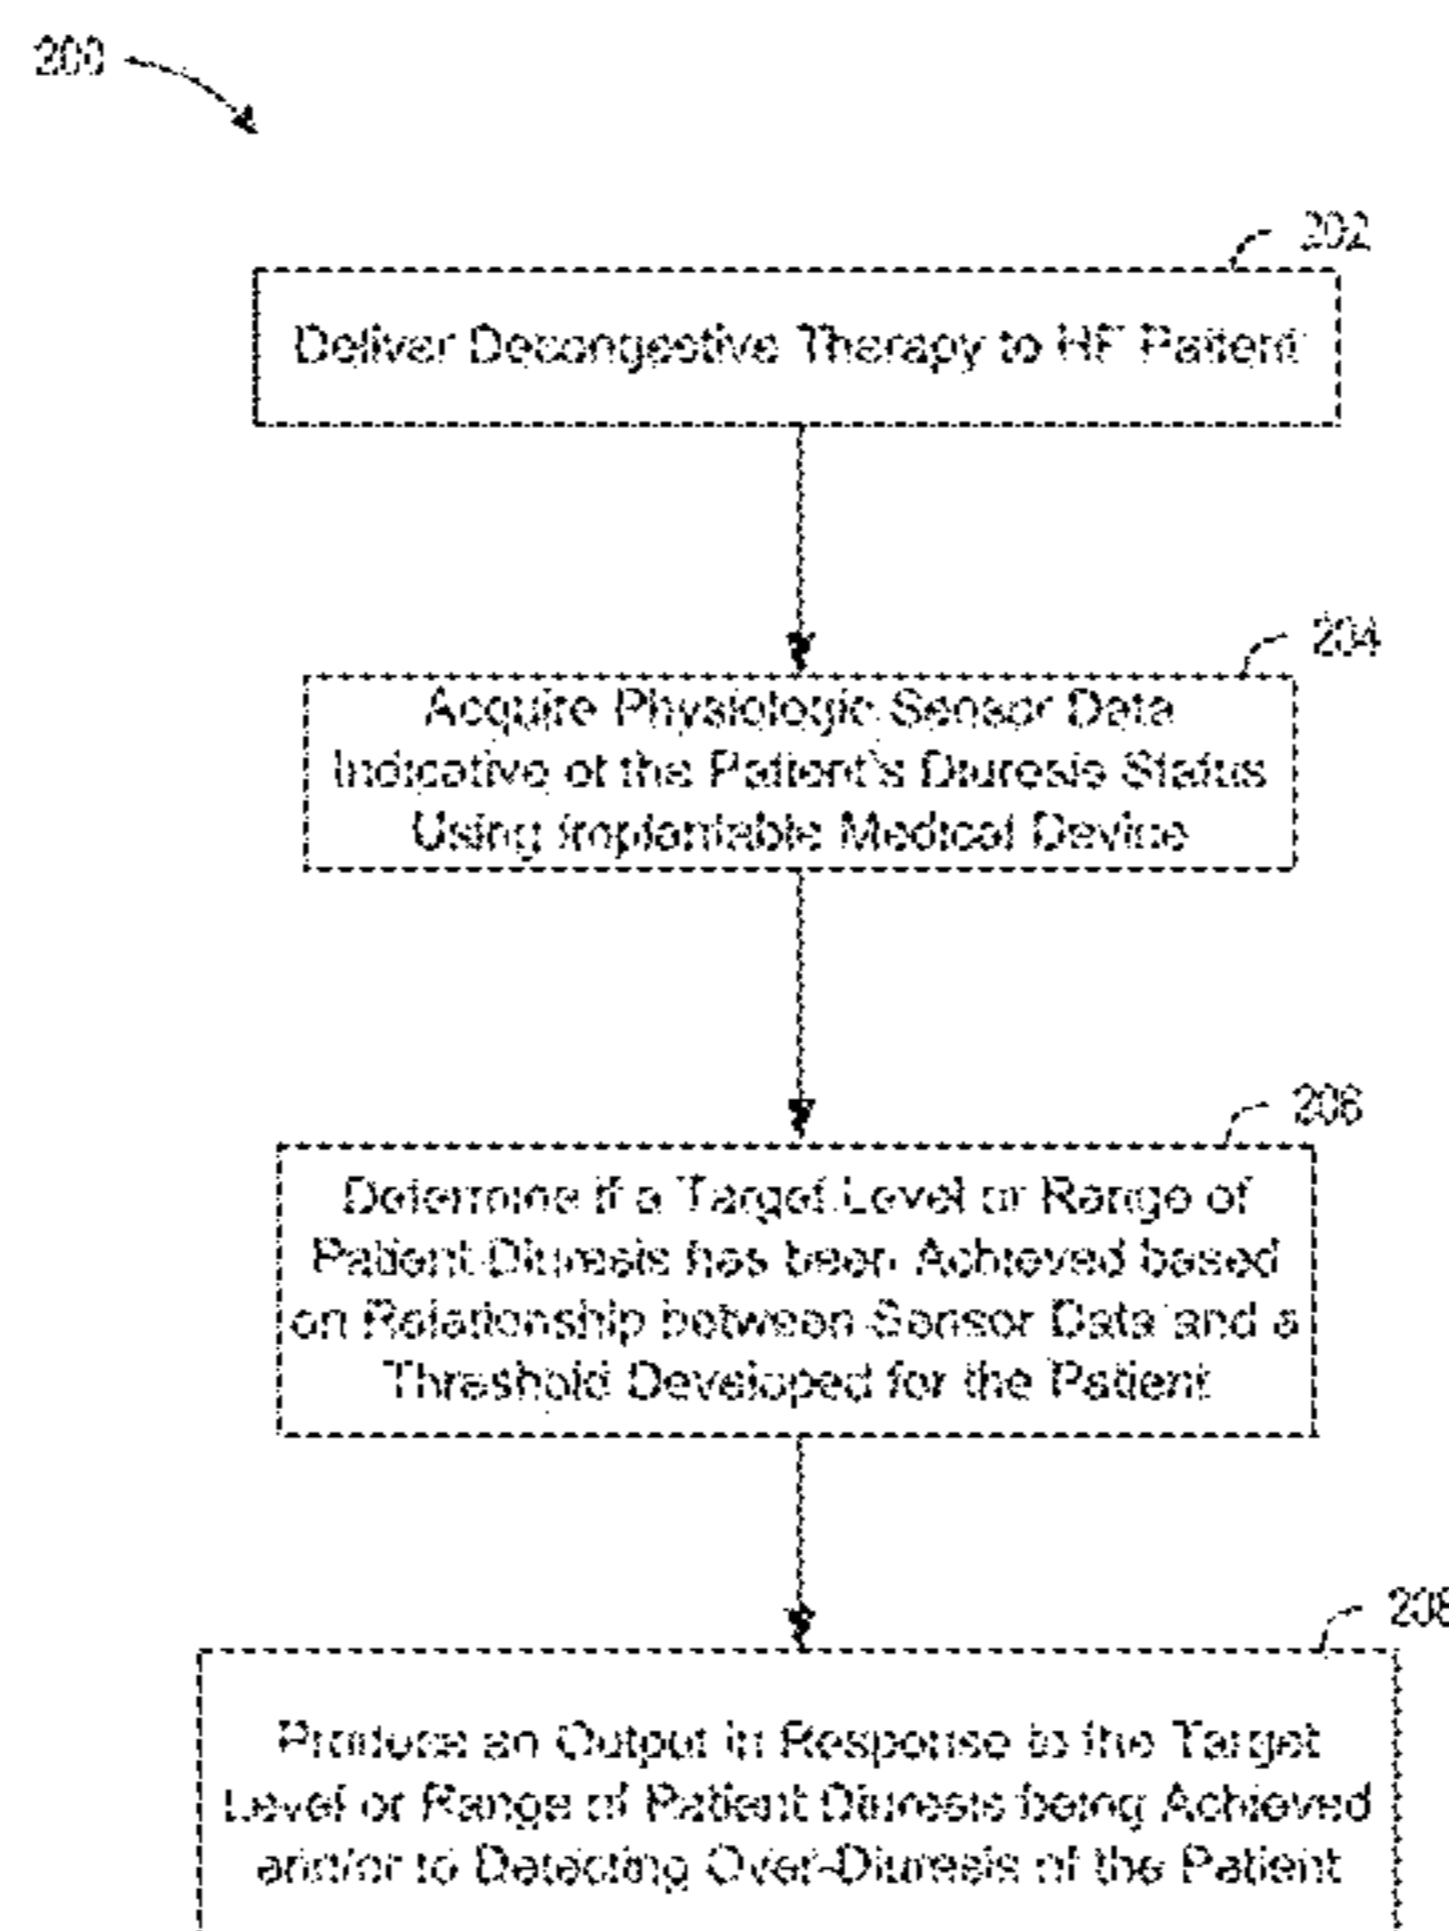 200
202
Deliver Decongestive Therapy to HF Patient
204
Acquire Physiologic Sensor Data
Indicative of the Patient's Diuresis Status
Using Implantable Medical Device
206
Determine if a Target Level or Range of
Patient Diuresis has been Achieved based
on Relationship between Sensor Data and a
Threshold Developed for the Patient
208
Produce an Output in Response to the Target
Level or Range of Patient Diuresis being Achieved
and/or to Detecting Over-Diuresis of the Patient